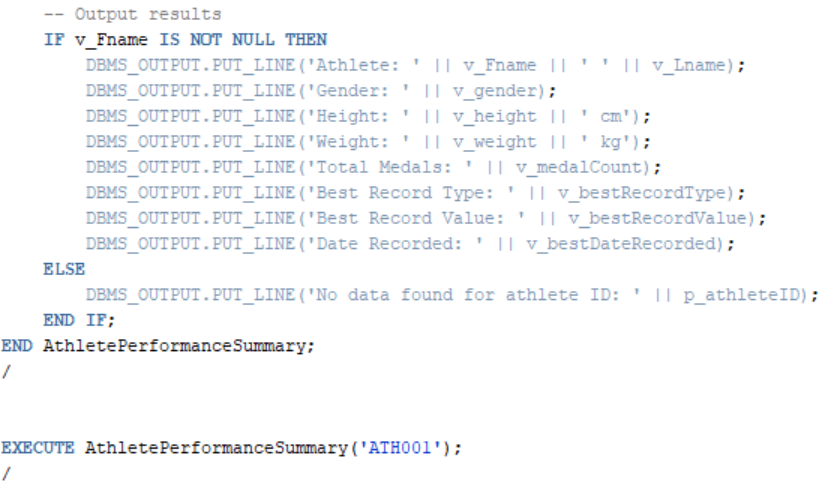 -- Output results
IF v_Fname IS NOT NULL THEN
DBMS_OUTPUT.PUT_LINE('Athlete: ' || v_Fname || ' ' || v_Lname);
DBMS_OUTPUT.PUT_LINE('Gender: ' || v_gender);
DBMS_OUTPUT.PUT_LINE('Height: ' || v_height || ' cm');
DBMS_OUTPUT.PUT_LINE('Weight: ' || v_weight || ' kg');
DBMS_OUTPUT.PUT_LINE('Total Medals: ' || v_medalCount);
DBMS_OUTPUT.PUT_LINE('Best Record Type: ' || v_bestRecordType);
DBMS_OUTPUT.PUT_LINE('Best Record Value: ' || v_bestRecordValue);
DBMS_OUTPUT.PUT_LINE('Date Recorded: ' || v_bestDateRecorded);
ELSE
DBMS_OUTPUT.PUT_LINE('No data found for athlete ID: ' || p_athleteID);
END IF;
END AthletePerformanceSummary;
/
EXECUTE AthletePerformanceSummary('ATH001');
/